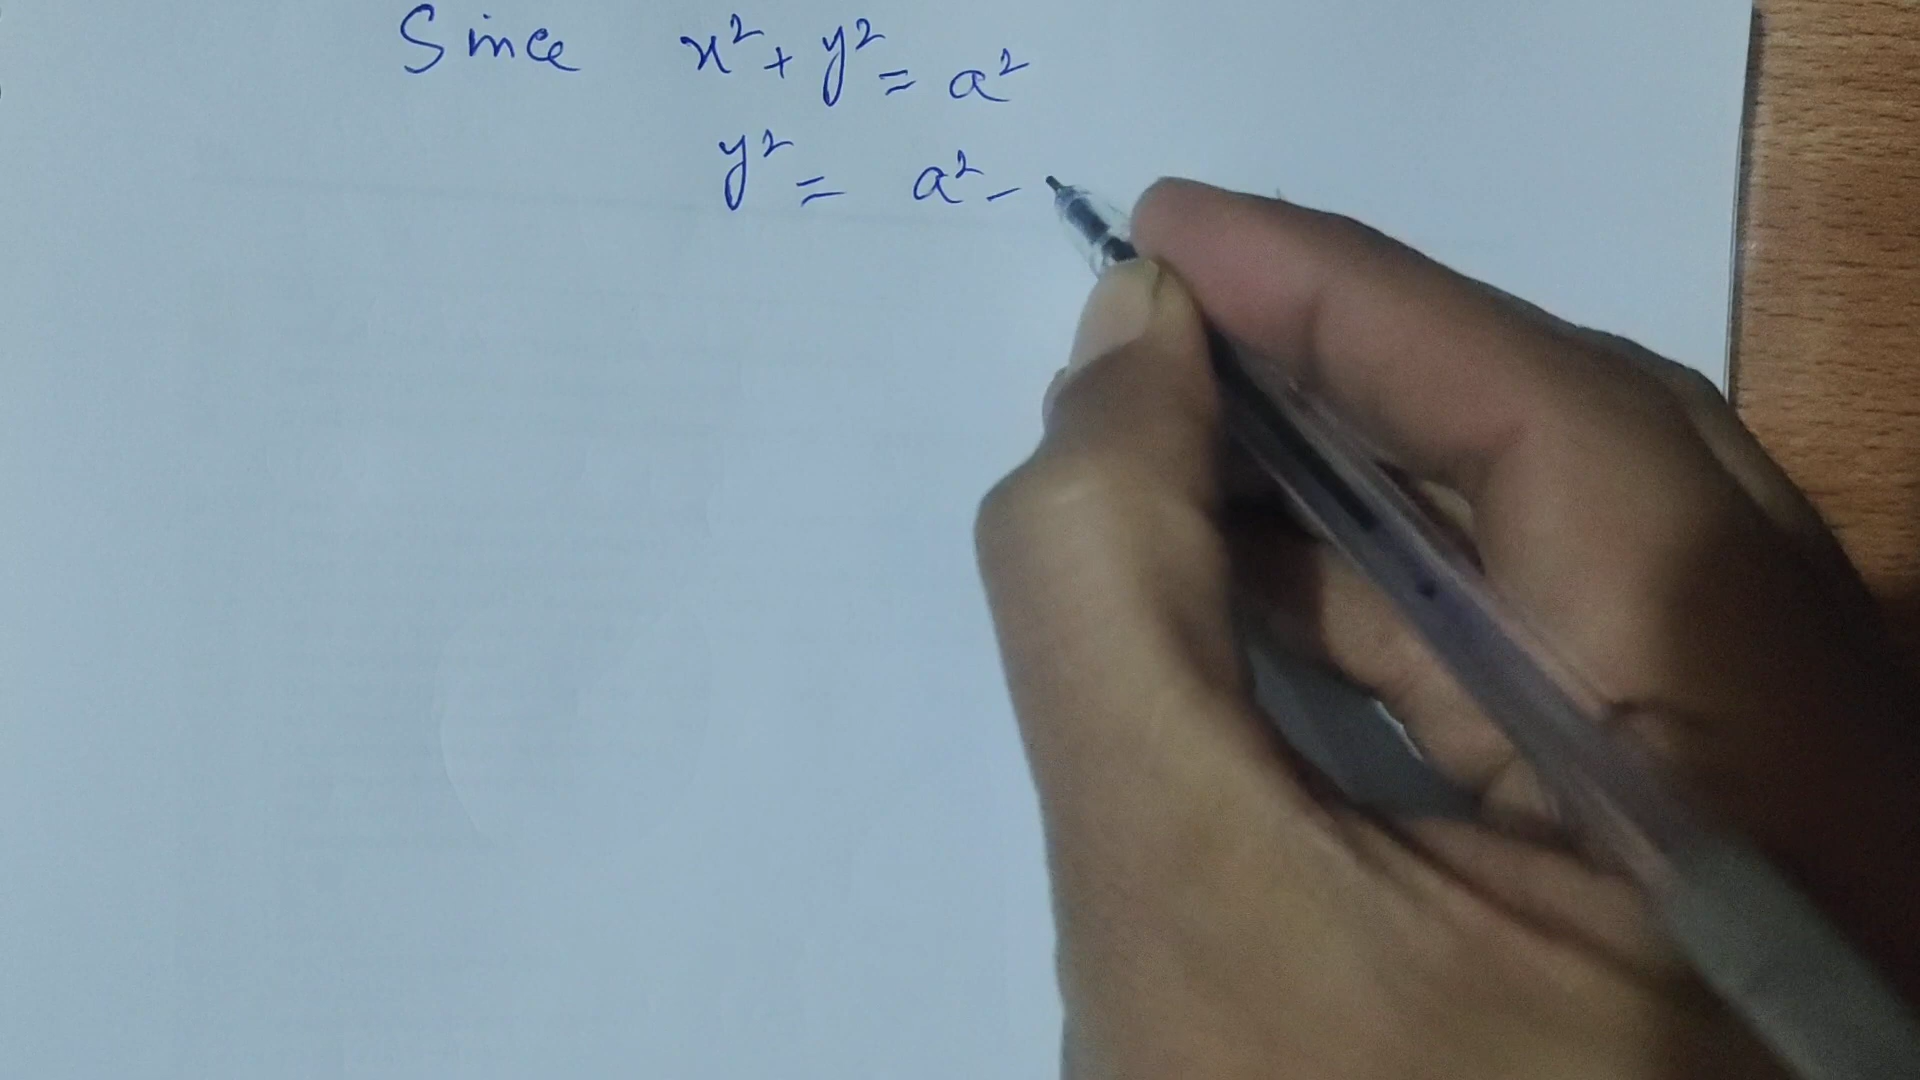 Since x² + y² = a²
y² = a² -